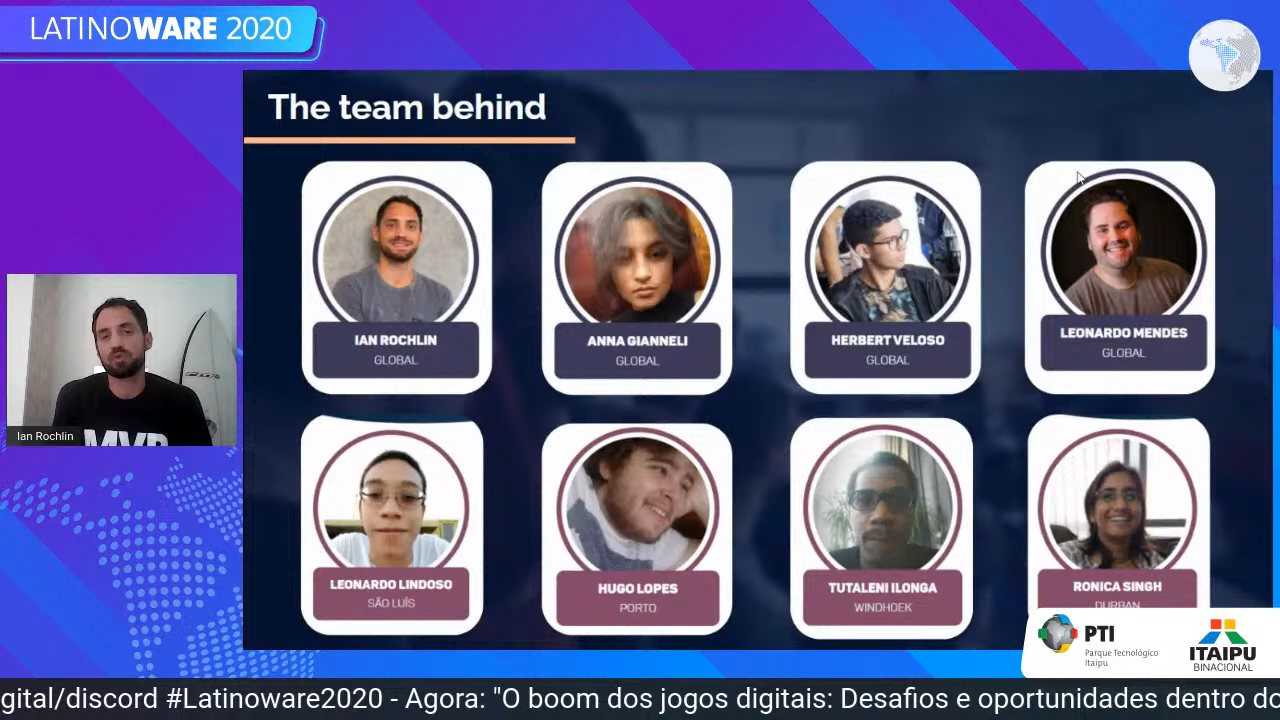 LATINOWARE 2020
The team behind
IAN ROCHLIN
GLOBAL
ANNA GIANNELI
GLOBAL
HERBERT VELOSO
GLOBAL
LEONARDO MENDES
GLOBAL
Ian Rochlin
MVP
LEONARDO LINDOSO
SÃO LUÍS
HUGO LOPES
PORTO
TUTALENI ILONGA
WINDHOEK
RONICA SINGH
DURBAN
PTI
Parque Tecnológico
Itaipu
ITAIPU
BINACIONAL
gital/discord #Latinoware2020 - Agora: "O boom dos jogos digitais: Desafios e oportunidades dentro do